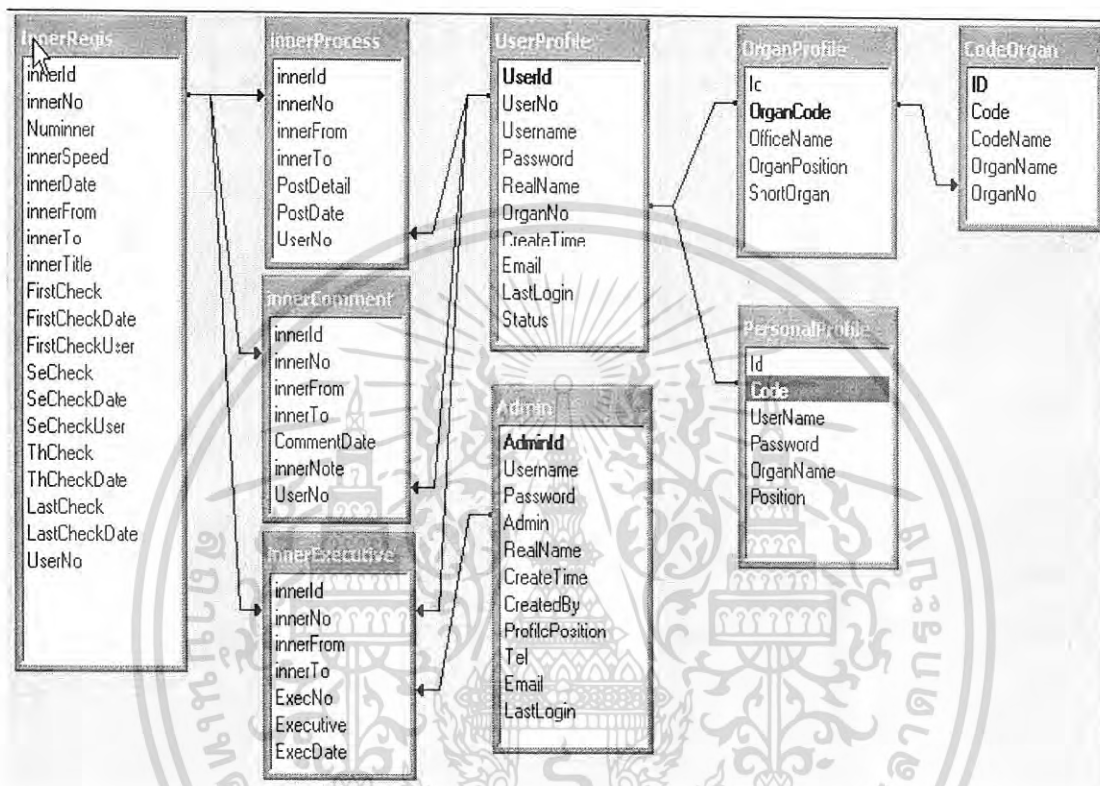 InnerRegis
innerId
innerNo
Numinner
innerSpeed
innerDate
innerFrom
innerTo
innerTitle
FirstCheck
FirstCheckDate
FirstCheckUser
SeCheck
SeCheckDate
SeCheckUser
ThCheck
ThCheckDate
LastCheck
LastCheckDate
UserNo
innerProcess
innerId
innerNo
innerFrom
innerTo
PostDetail
PostDate
UserNo
innerComment
innerId
innerNo
innerFrom
innerTo
CommentDate
innerNote
UserNo
innerExecutive
innerId
innerNo
innerFrom
innerTo
ExecNo
Executive
ExecDate
UserProfile
UserId
UserNo
Username
Password
RealName
OrganNo
CreateTime
Email
LastLogin
Status
Admin
AdminId
Username
Password
Admin
RealName
CreateTime
CreatedBy
ProfilePosition
Tel
Email
LastLogin
OrganProfile
Id
OrganCode
OfficeName
OrganPosition
ShortOrgan
PersonalProfile
Id
Code
UserName
Password
OrganName
Position
CodeOrgan
ID
Code
CodeName
OrganName
OrganNo